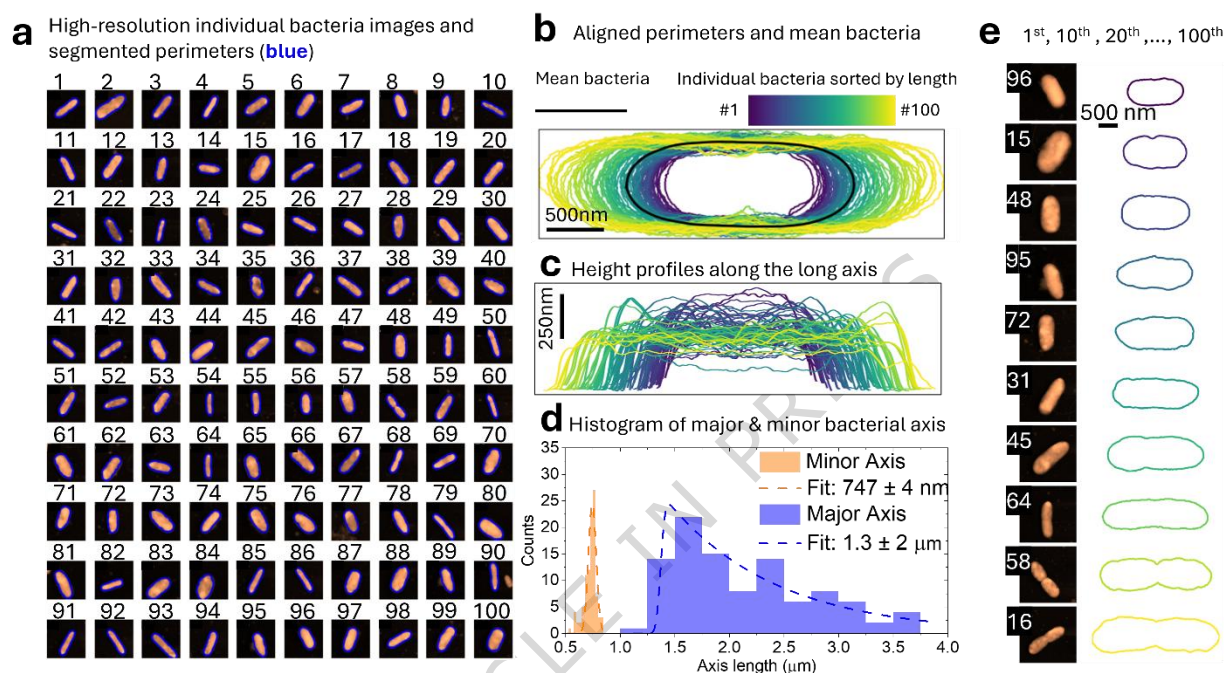 a High-resolution individual bacteria images and
segmented perimeters (blue)
1 2 3 4 5 6 7 8 9 10
11 12 13 14 15 16 17 18 19 20
21 22 23 24 25 26 27 28 29 30
31 32 33 34 35 36 37 38 39 40
41 42 43 44 45 46 47 48 49 50
51 52 53 54 55 56 57 58 59 60
61 62 63 64 65 66 67 68 69 70
71 72 73 74 75 76 77 78 79 80
81 82 83 84 85 86 87 88 89 90
91 92 93 94 95 96 97 98 99 100
b Aligned perimeters and mean bacteria
Mean bacteria
Individual bacteria sorted by length
#1 #100
500nm
c Height profiles along the long axis
250nm
d Histogram of major & minor bacterial axis
Counts
35
30
25
20
15
10
5
0
Minor Axis
Fit: 747 ± 4 nm
Major Axis
Fit: 1.3 ± 2 μm
0.5 1.0 1.5 2.0 2.5 3.0 3.5 4.0
Axis length (μm)
e 1st, 10th , 20th ,..., 100th
96
500 nm
15
48
95
72
31
45
64
58
16
CLE IN PRESS